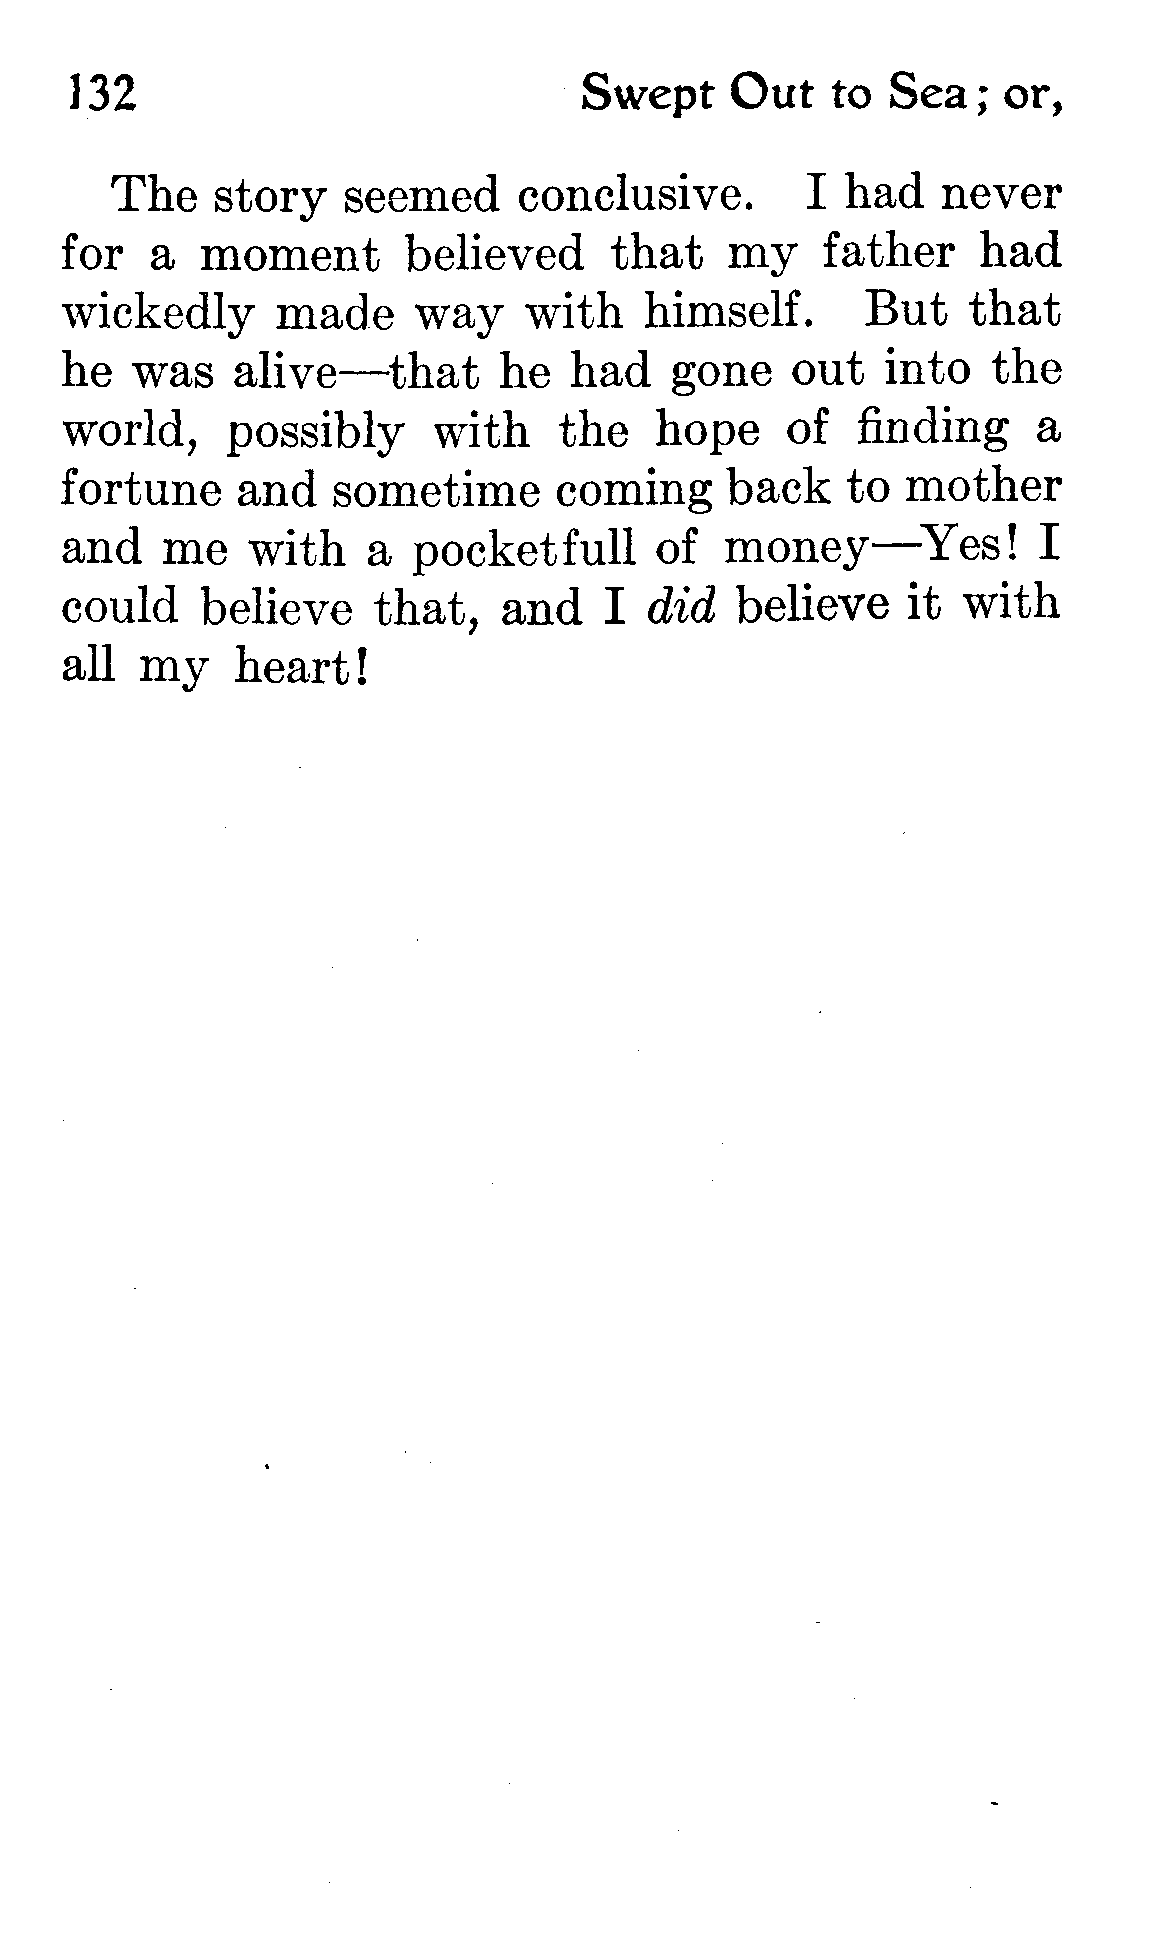 132 Swept Out to Sea; or,
The story seemed conclusive. I had never
for a moment believed that my father had
wickedly made way with himself. But that
he was alive—that he had gone out into the
world, possibly with the hope of finding a
fortune and sometime coming back to mother
and me with a pocketfull of money—Yes! I
could believe that, and I did believe it with
all my heart!